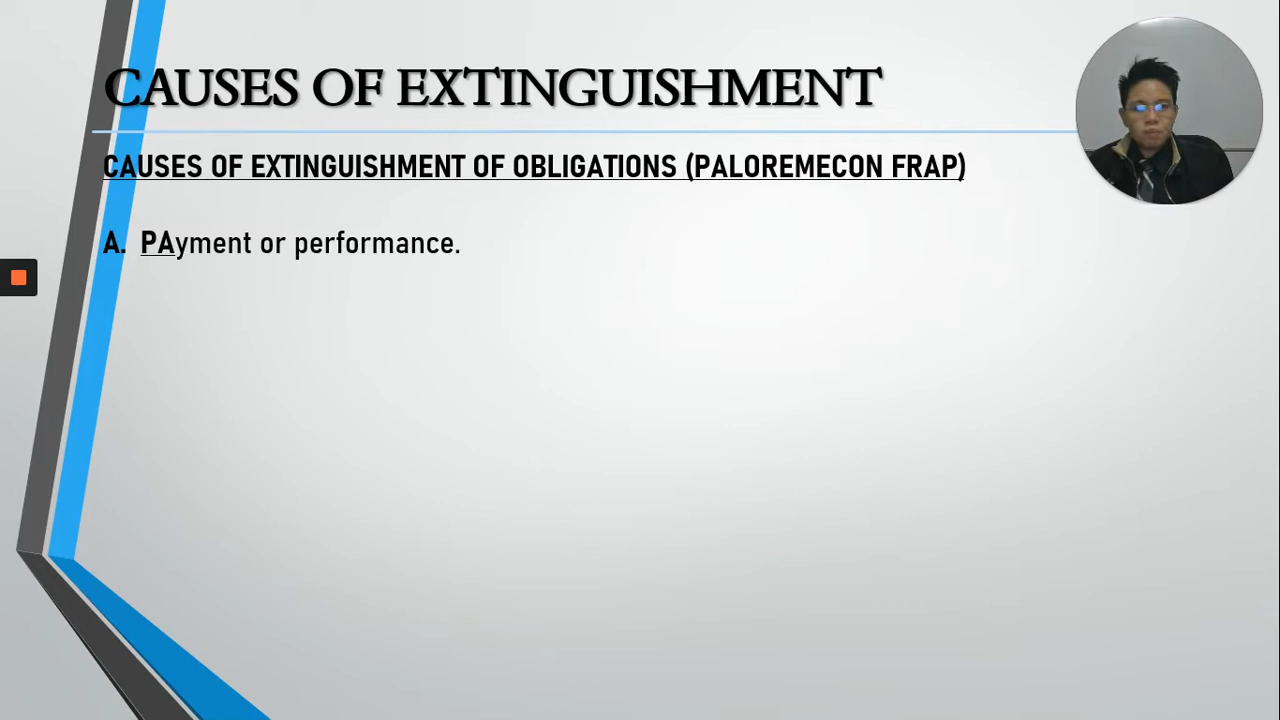 CAUSES OF EXTINGUISHMENT
CAUSES OF EXTINGUISHMENT OF OBLIGATIONS (PALOREMECON FRAP)
A. PAyment or performance.